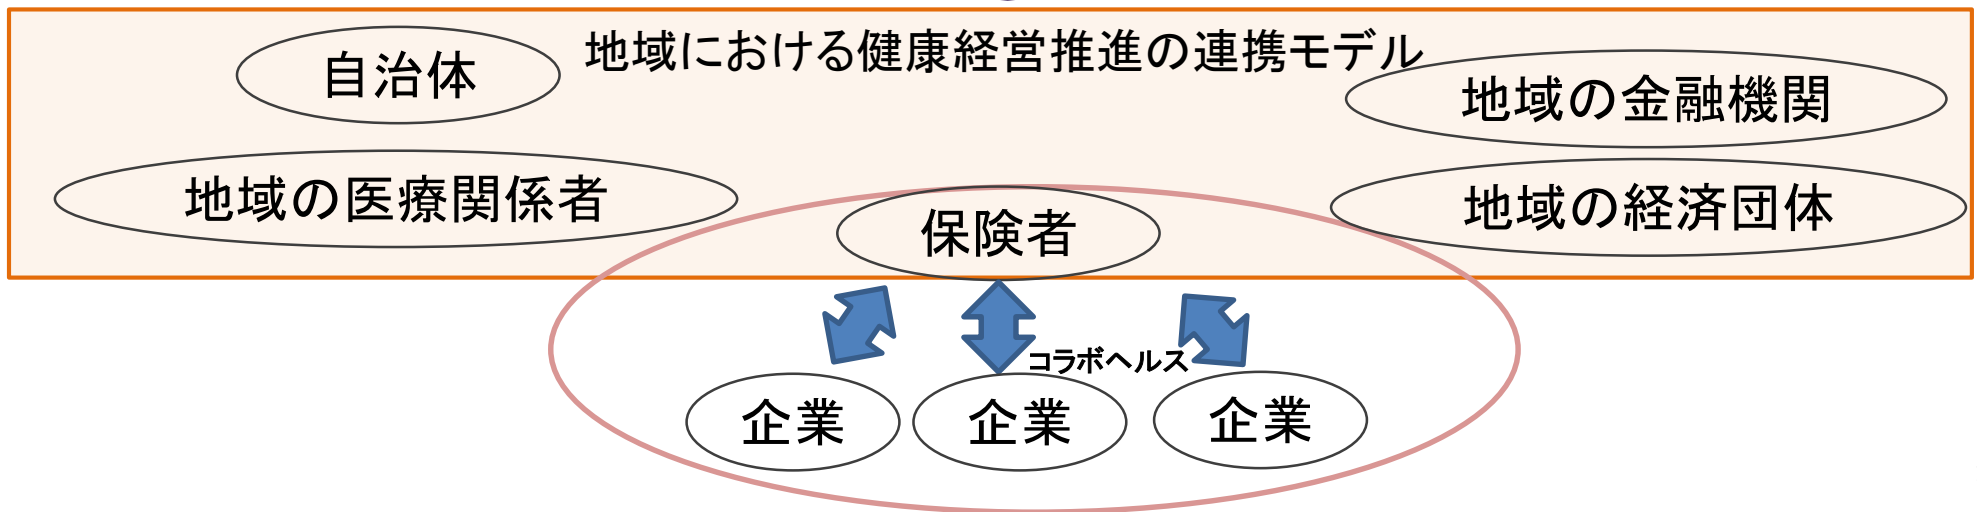 地域における健康経営推進の連携モデル
自治体
地域の金融機関
地域の医療関係者
地域の経済団体
保険者
コラボヘルス
企業
企業
企業